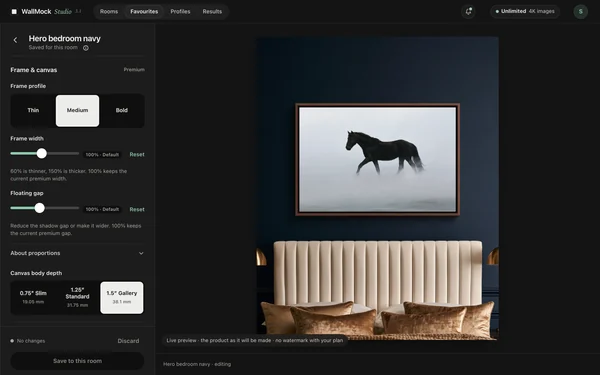 WallMock Studio 3.3
Rooms
Favourites
Profiles
Results
Unlimited 4K images
S
Hero bedroom navy
Saved for this room
Frame & canvas
Premium
Frame profile
Thin
Medium
Bold
Frame width
100% · Default
Reset
60% is thinner, 150% is thicker. 100% keeps the
current premium width.
Floating gap
100% · Default
Reset
Reduce the shadow gap or make it wider. 100% keeps
the current premium gap.
About proportions
Canvas body depth
0.75" Slim
19.05 mm
1.25"
Standard
31.75 mm
1.5" Gallery
38.1 mm
No changes
Discard
Save to this room
Live preview · the product as it will be made · no watermark with your plan
Hero bedroom navy · editing